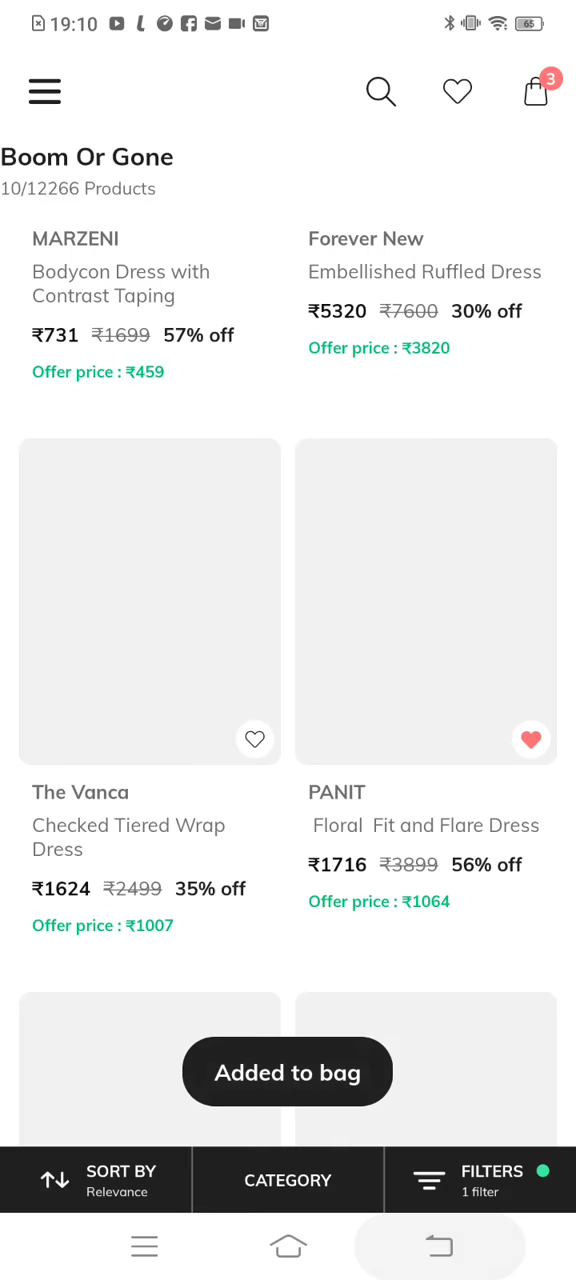 19:10
65
3
Boom Or Gone
10/12266 Products
MARZENI
Bodycon Dress with
Contrast Taping
₹731 ₹1699 57% off
Offer price : ₹459
Forever New
Embellished Ruffled Dress
₹5320 ₹7600 30% off
Offer price : ₹3820
The Vanca
Checked Tiered Wrap
Dress
₹1624 ₹2499 35% off
Offer price : ₹1007
PANIT
Floral Fit and Flare Dress
₹1716 ₹3899 56% off
Offer price : ₹1064
Added to bag
SORT BY
Relevance
CATEGORY
FILTERS
1 filter